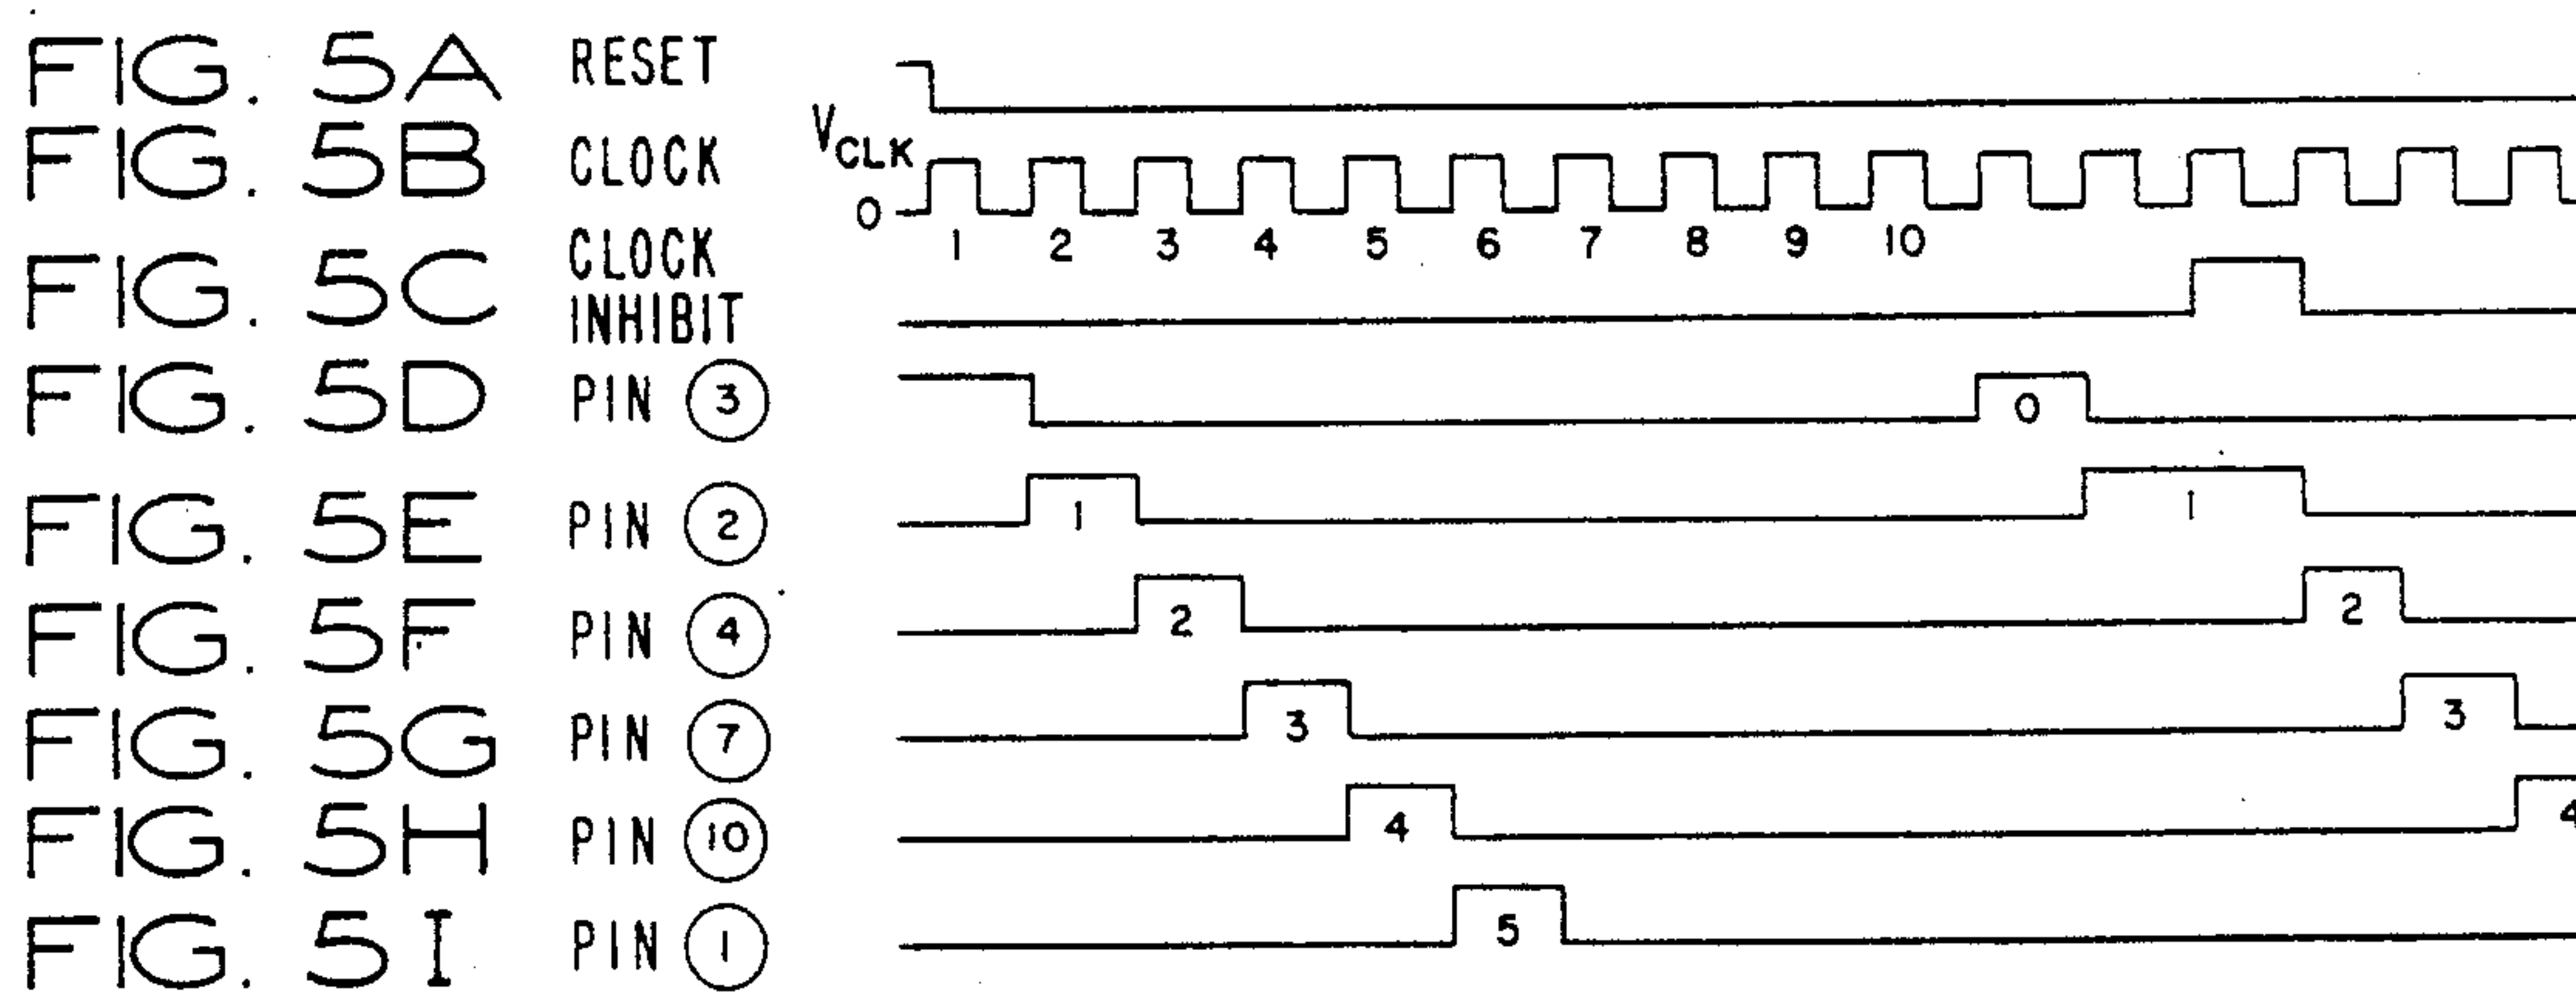 FIG. 5A RESET
FIG. 5B CLOCK VCLK
0
1 2 3 4 5 6 7 8 9 10
FIG. 5C CLOCK
INHIBIT
FIG. 5D PIN 3 0
FIG. 5E PIN 2 1 1
FIG. 5F PIN 4 2 2
FIG. 5G PIN 7 3 3
FIG. 5H PIN 10 4 4
FIG. 5I PIN 1 5